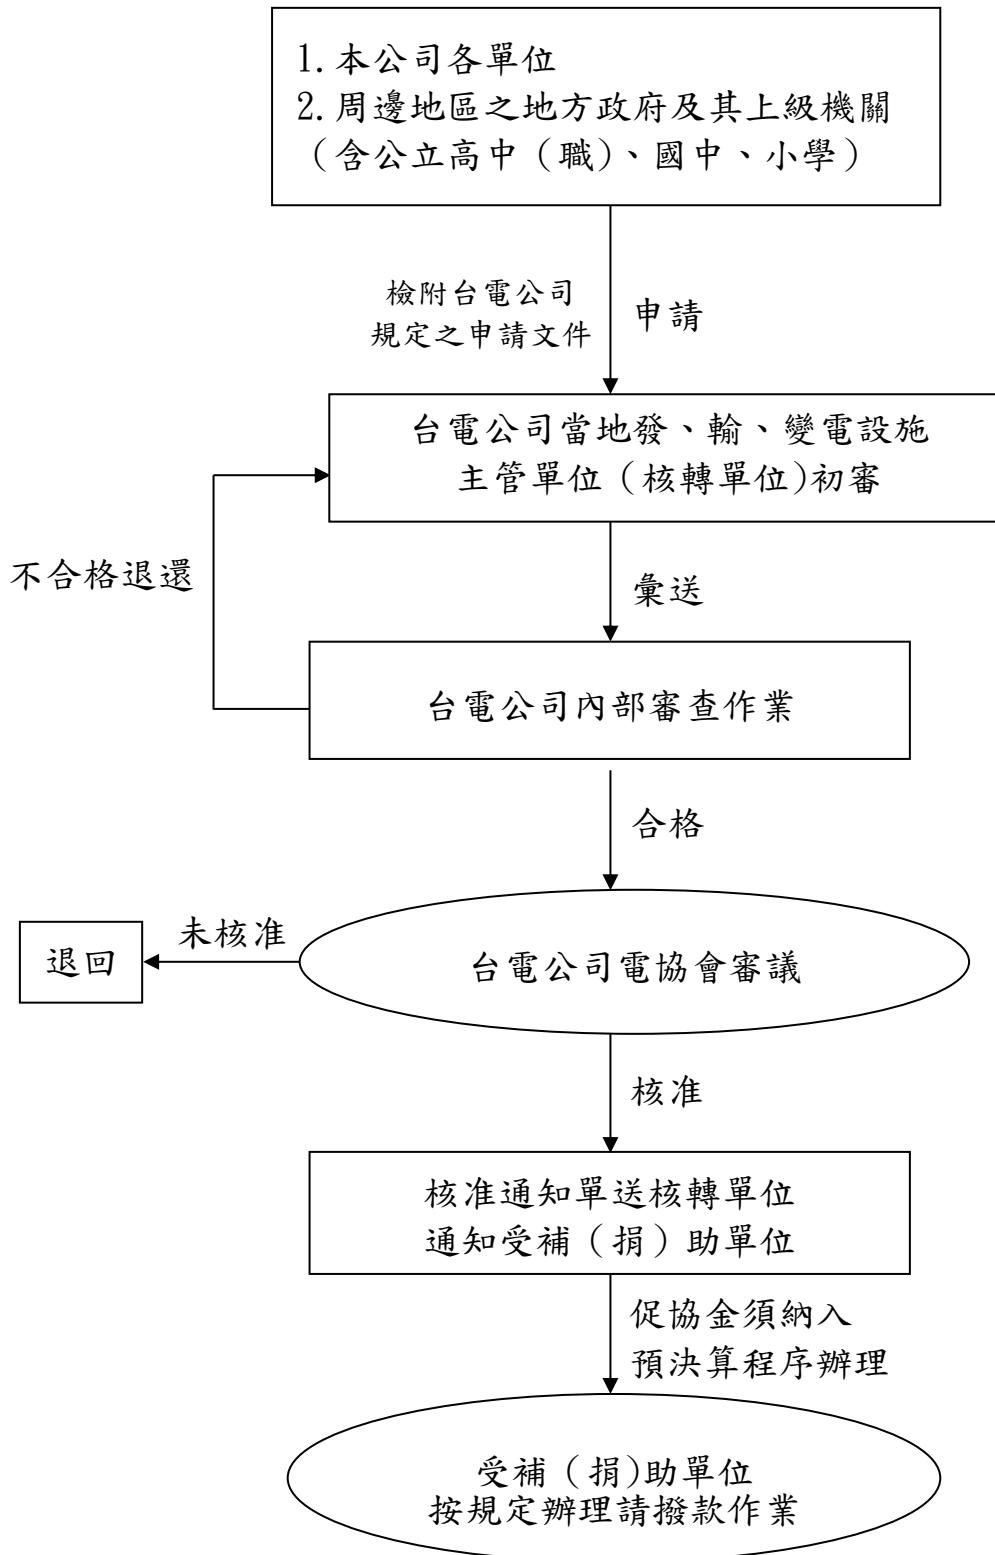 1.本公司各單位
2.周邊地區之地方政府及其上級機關
（含公立高中（職)、國中、小學）
檢附台電公司
規定之申請文件
申請
台電公司當地發、輸、變電設施
主管單位（核轉單位)初審
不合格退還
彙送
台電公司內部審查作業
合格
未核准
退回
台電公司電協會審議
核准
核准通知單送核轉單位
通知受補（捐）助單位
促協金須納入
預決算程序辦理
受補（捐)助單位
按規定辦理請撥款作業